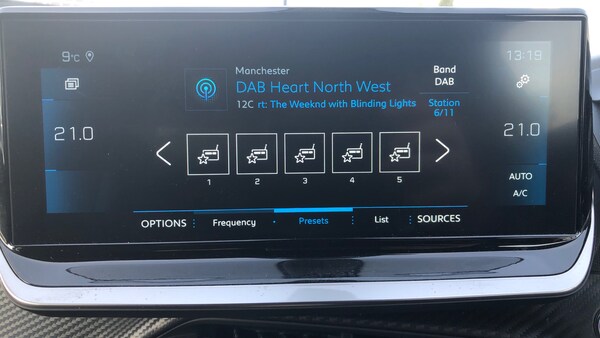 9°C
13:19
Manchester
DAB Heart North West
12C rt: The Weeknd with Blinding Lights
Band
DAB
Station
6/11
21.0
21.0
1 2 3 4 5
AUTO
A/C
OPTIONS Frequency Presets List SOURCES